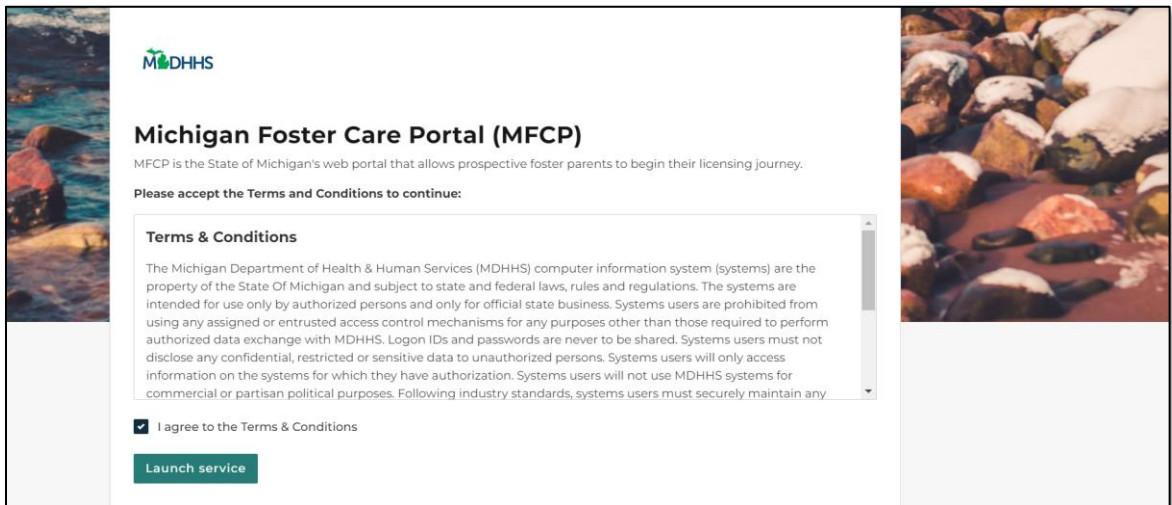 MDHHS
Michigan Foster Care Portal (MFCP)
MFCP is the State of Michigan's web portal that allows prospective foster parents to begin their licensing journey.
Please accept the Terms and Conditions to continue:
Terms & Conditions
The Michigan Department of Health & Human Services (MDHHS) computer information system (systems) are the
property of the State Of Michigan and subject to state and federal laws, rules and regulations. The systems are
intended for use only by authorized persons and only for official state business. Systems users are prohibited from
using any assigned or entrusted access control mechanisms for any purposes other than those required to perform
authorized data exchange with MDHHS. Logon IDs and passwords are never to be shared. Systems users must not
disclose any confidential, restricted or sensitive data to unauthorized persons. Systems users will only access
information on the systems for which they have authorization. Systems users will not use MDHHS systems for
commercial or partisan political purposes. Following industry standards, systems users must securely maintain any
I agree to the Terms & Conditions
Launch service